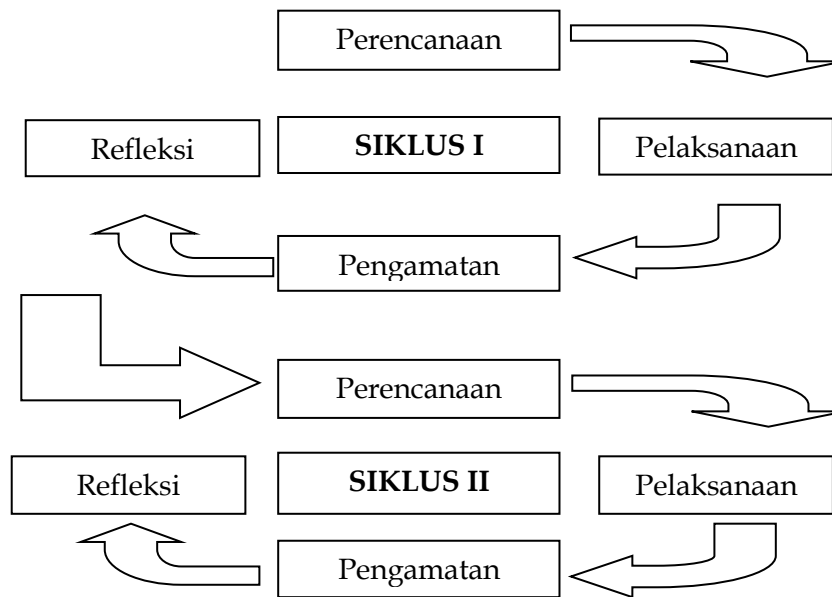 Perencanaan
Refleksi
SIKLUS I
Pelaksanaan
Pengamatan
Perencanaan
Refleksi
SIKLUS II
Pelaksanaan
Pengamatan